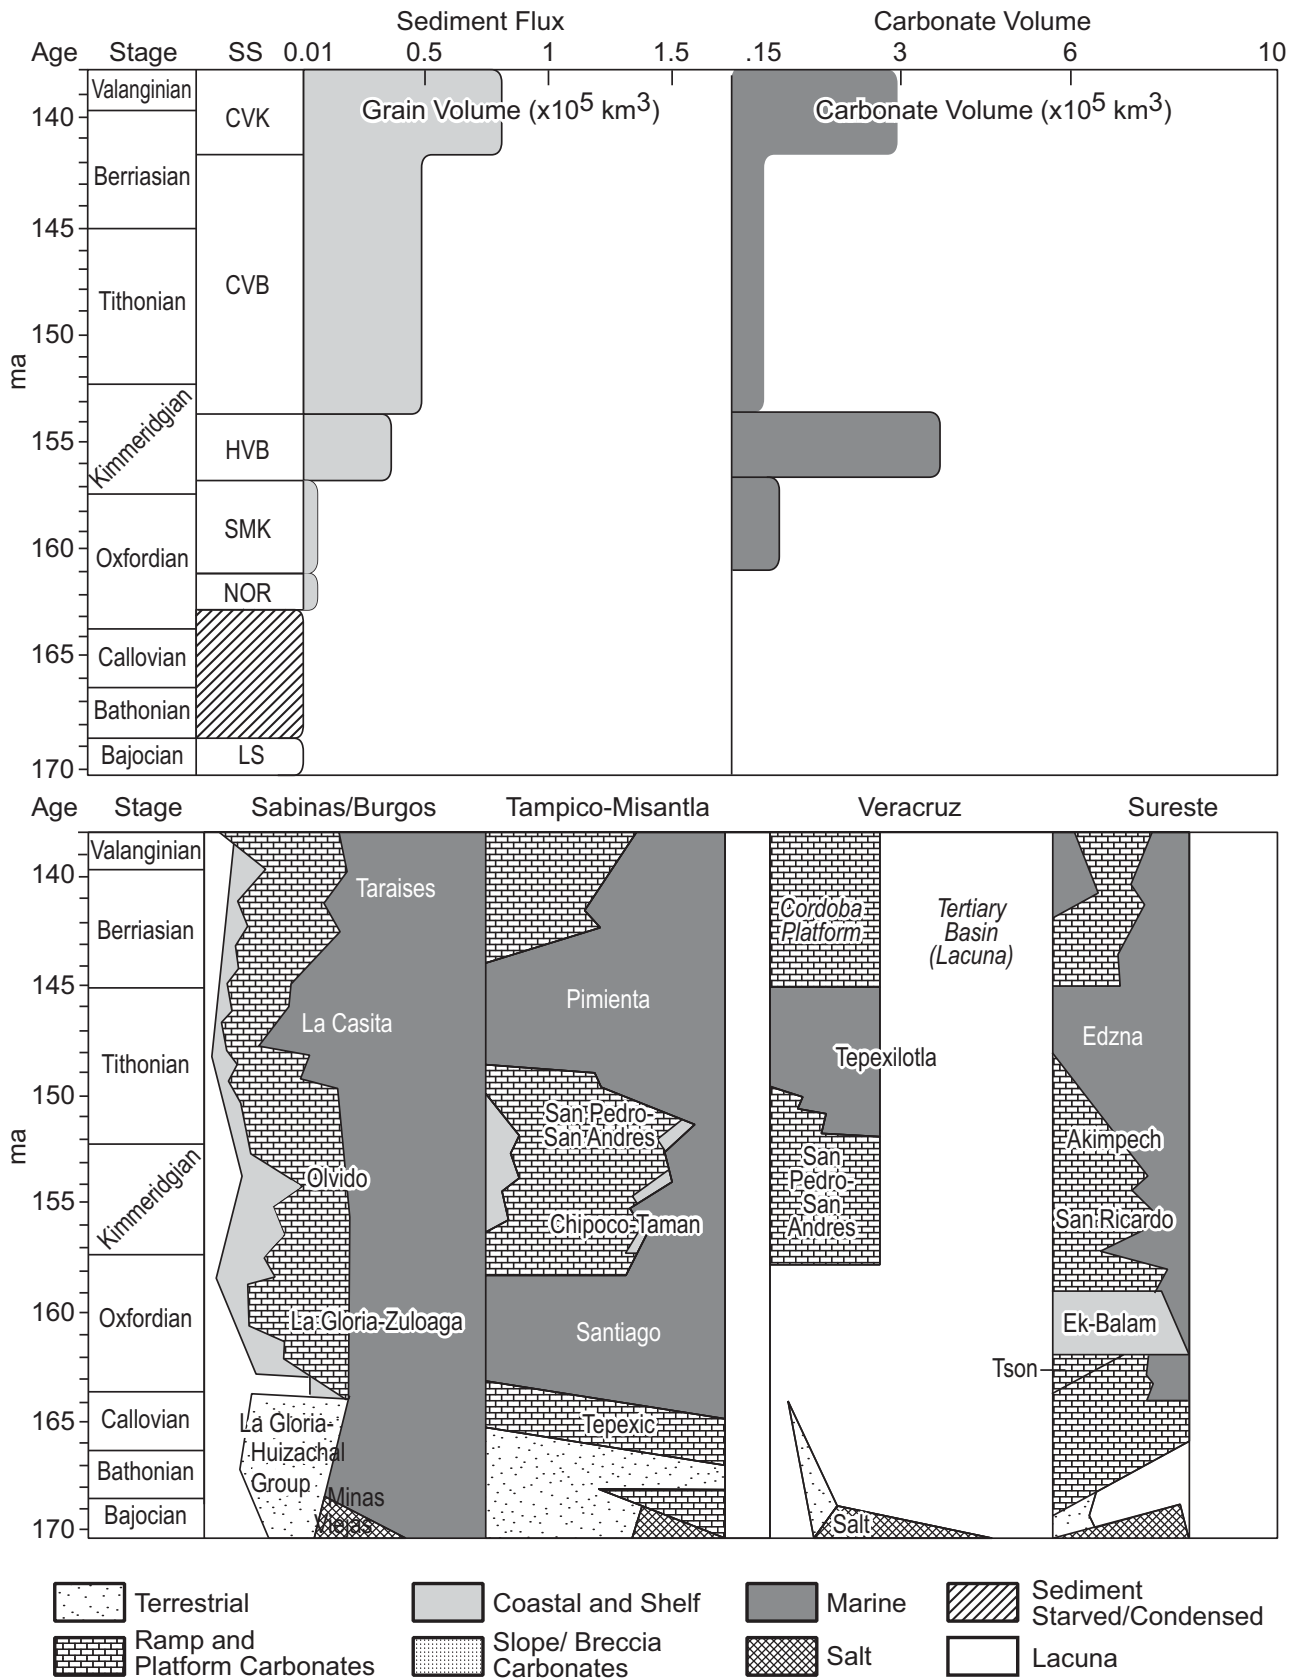 Sediment Flux
Carbonate Volume
Age Stage SS 0.01 0.5 1 1.5 .15 3 6 10
Valanginian
Grain Volume (x10⁵ km³)
Carbonate Volume (x10⁵ km³)
140
CVK
Berriasian
145
CVB
Tithonian
150
ma
Kimmeridgian
155
HVB
SMK
160
Oxfordian
NOR
165
Callovian
Bathonian
Bajocian
LS
170
Age Stage Sabinas/Burgos Tampico-Misantla Veracruz Sureste
Valanginian
140
Taraises
Berriasian
Cordoba
Platform
Tertiary
Basin
(Lacuna)
145
Pimienta
La Casita
Edzna
Tithonian
Tepexilotla
150
ma
San Pedro-
San Andres
Akimpech
Kimmeridgian
Olvido
San
Pedro-
San
Andres
155
Chipoco-Taman
San Ricardo
160
Oxfordian
La Gloria-Zuloaga
Santiago
Ek-Balam
Tson
165
Callovian
La Gloria-
Huizachal
Group
Tepexic
Bathonian
Minas
Viejas
Bajocian
Salt
170
Terrestrial
Coastal and Shelf
Marine
Sediment
Starved/Condensed
Ramp and
Platform Carbonates
Slope/ Breccia
Carbonates
Salt
Lacuna